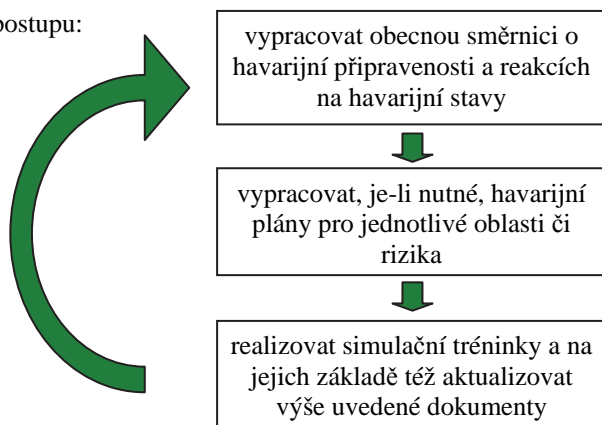 postupu:
vypracovat obecnou směrnici o
havarijní připravenosti a reakcích
na havarijní stavy
vypracovat, je-li nutné, havarijní
plány pro jednotlivé oblasti či
rizika
realizovat simulační tréninky a na
jejich základě též aktualizovat
výše uvedené dokumenty